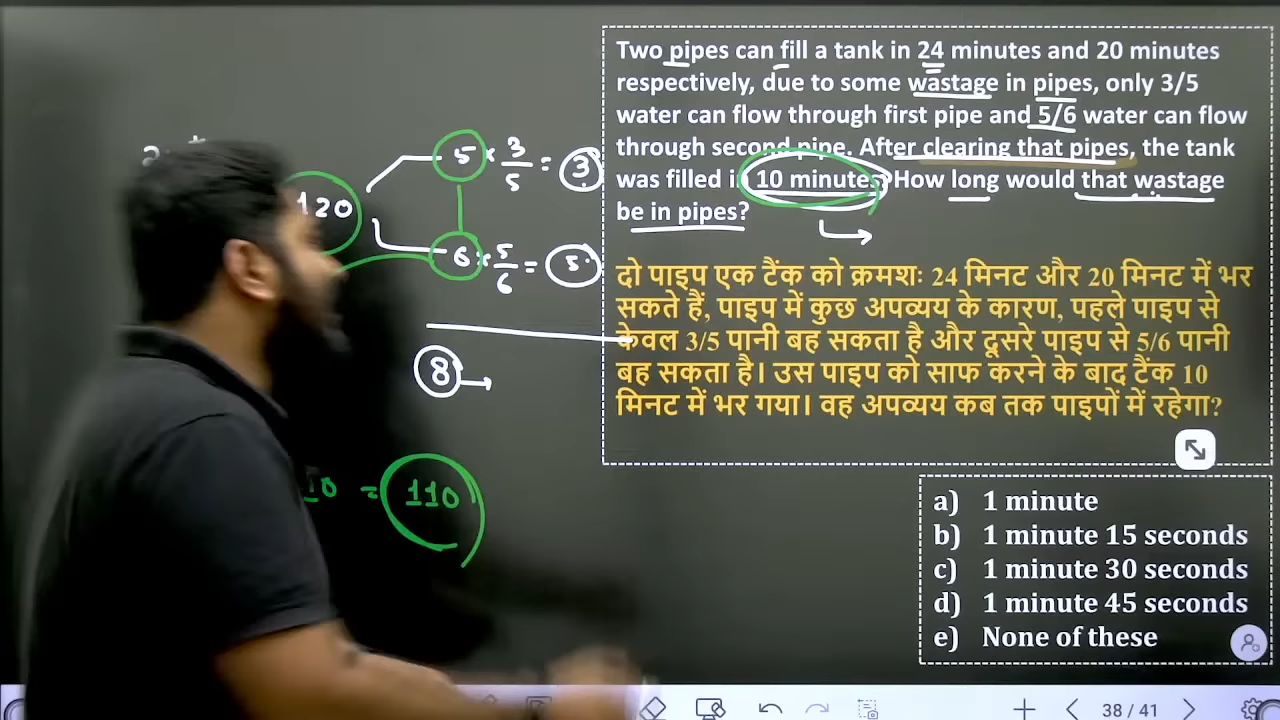 Two pipes can fill a tank in 24 minutes and 20 minutes
respectively, due to some wastage in pipes, only 3/5
water can flow through first pipe and 5/6 water can flow
through second pipe. After clearing that pipes, the tank
was filled in 10 minutes. How long would that wastage
be in pipes?
दो पाइप एक टैंक को क्रमशः 24 मिनट और 20 मिनट में भर
सकते हैं, पाइप में कुछ अपव्यय के कारण, पहले पाइप से
केवल 3/5 पानी बह सकता है और दूसरे पाइप से 5/6 पानी
बह सकता है। उस पाइप को साफ करने के बाद टैंक 10
मिनट में भर गया। वह अपव्यय कब तक पाइपों में रहेगा?
a) 1 minute
b) 1 minute 15 seconds
c) 1 minute 30 seconds
d) 1 minute 45 seconds
e) None of these
120
5 × 3/5 = 3
6 × 5/6 = 5
8
10 = 110
38 / 41